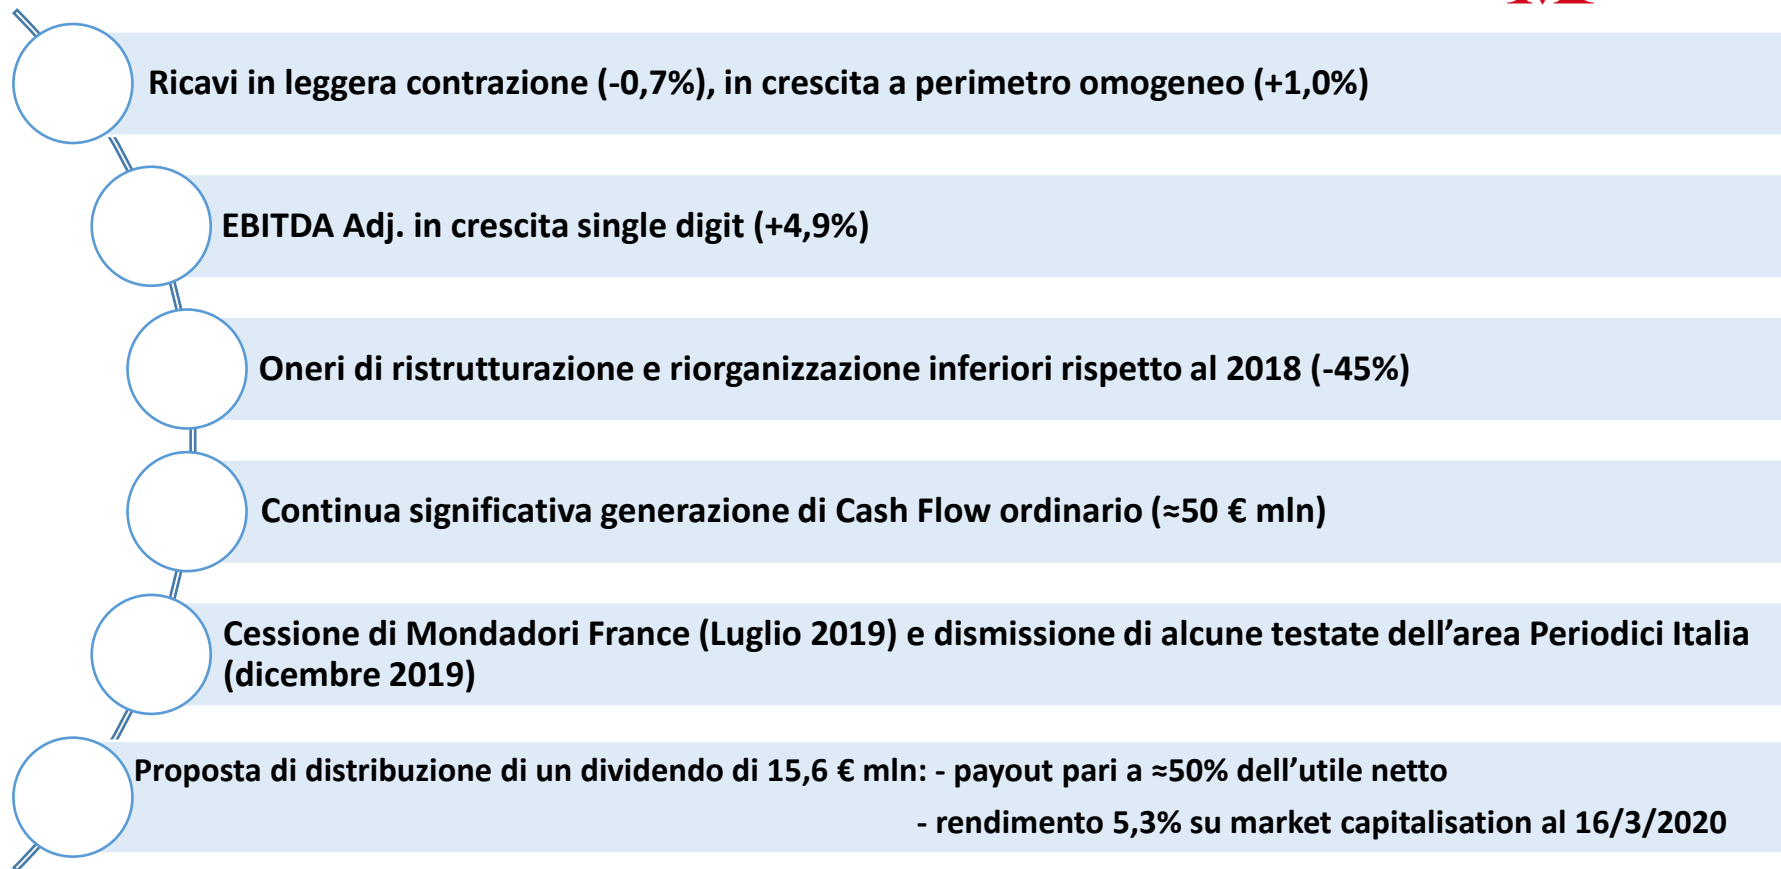 Ricavi in leggera contrazione (-0,7%), in crescita a perimetro omogeneo (+1,0%)
EBITDA Adj. in crescita single digit (+4,9%)
Oneri di ristrutturazione e riorganizzazione inferiori rispetto al 2018 (-45%)
Continua significativa generazione di Cash Flow ordinario (≈50 € mln)
Cessione di Mondadori France (Luglio 2019) e dismissione di alcune testate dell’area Periodici Italia
(dicembre 2019)
Proposta di distribuzione di un dividendo di 15,6 € mln: - payout pari a ≈50% dell’utile netto
- rendimento 5,3% su market capitalisation al 16/3/2020